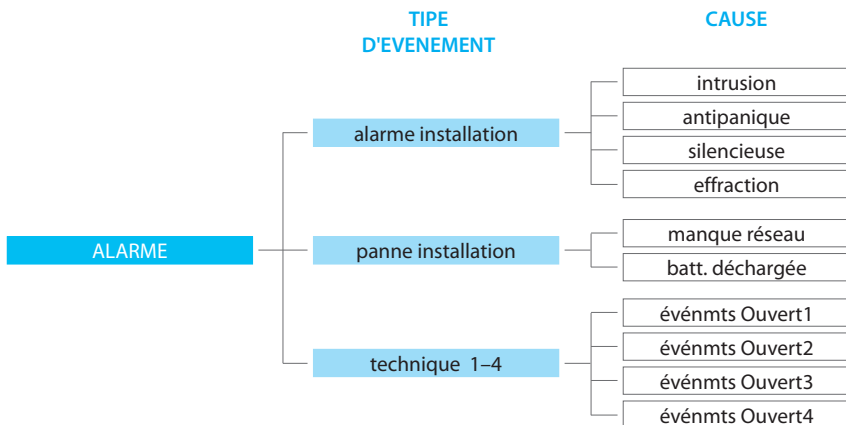 TIPE
D'EVENEMENT
CAUSE
ALARME
alarme installation
intrusion
antipanique
silencieuse
effraction
panne installation
manque réseau
batt. déchargée
technique 1–4
événmts Ouvert1
événmts Ouvert2
événmts Ouvert3
événmts Ouvert4